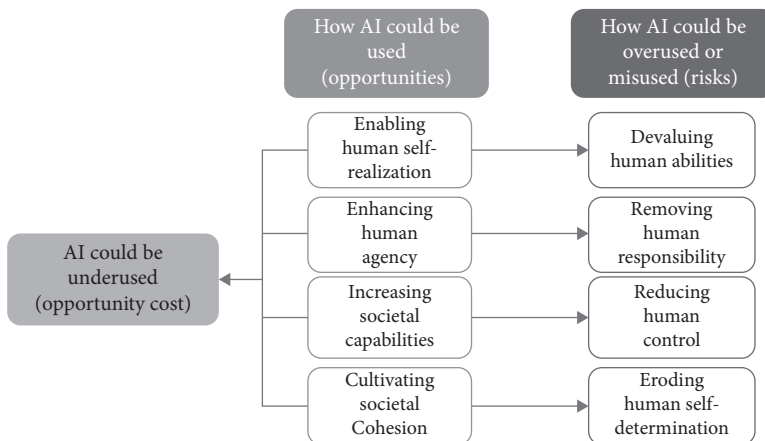 How AI could be
used
(opportunities)
How AI could be
overused or
misused (risks)
Enabling
human self-
realization
Devaluing
human abilities
Enhancing
human
agency
Removing
human
responsibility
AI could be
underused
(opportunity cost)
Increasing
societal
capabilities
Reducing
human
control
Cultivating
societal
Cohesion
Eroding
human self-
determination